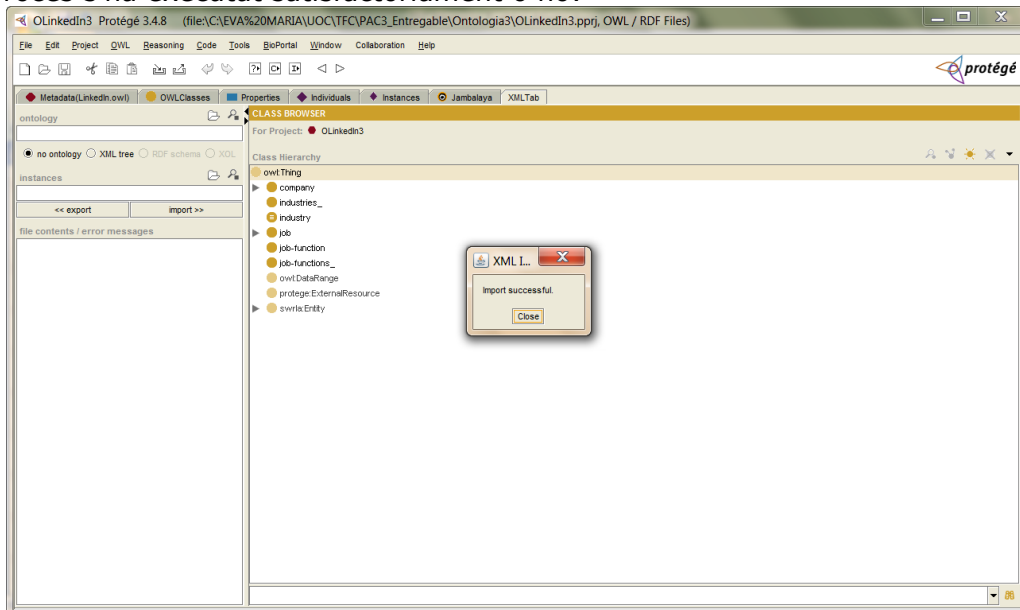 OLinkedIn3 Protégé 3.4.8 (file:\C:\EVA%20MARIA\UOC\TFC\PAC3_Entregable\Ontologia3\OLinkedIn3.pprj, OWL / RDF Files)
File Edit Project OWL Reasoning Code Tools BioPortal Window Collaboration Help
protégé
Metadata(LinkedIn.owl) OWLClasses Properties Individuals Instances Jambalaya XMLTab
ontology
CLASS BROWSER
For Project: OLinkedIn3
no ontology XML tree RDF schema XOL
Class Hierarchy
instances
owl:Thing
company
industries_
<< export import >>
industry
file contents / error messages
job
job-function
job-functions_
owl:DataRange
protege:ExternalResource
swrla:Entity
XML I...
Import successful.
Close